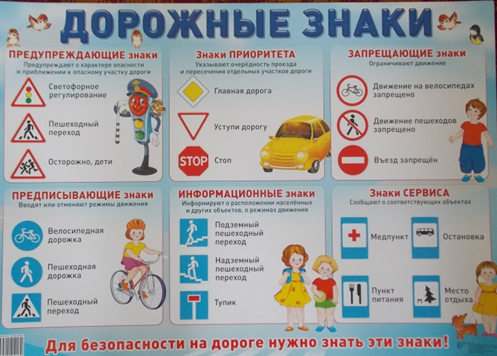 ДОРОЖНЫЕ ЗНАКИ
ПРЕДУПРЕЖДАЮЩИЕ знаки
Предупреждают о характере опасности
и приближении к опасному участку дороги
Светофорное
регулирование
Пешеходный
переход
Осторожно, дети
Знаки ПРИОРИТЕТА
Указывают очерёдность проезда
и пересечения отдельных участков дороги
Главная дорога
Уступи дорогу
STOP
Стоп
ЗАПРЕЩАЮЩИЕ знаки
Ограничивают движение
Движение на велосипедах
запрещено
Движение пешеходов
запрещено
Въезд запрещён
ПРЕДПИСЫВАЮЩИЕ знаки
Вводят или отменяют режимы движения
Велосипедная
дорожка
Пешеходная
дорожка
Пешеходный
переход
ИНФОРМАЦИОННЫЕ знаки
Информируют о расположении населённых
и других объектов, о режимах движения
Подземный
пешеходный
переход
Надземный
пешеходный
переход
Тупик
Знаки СЕРВИСА
Сообщают о соответствующих объектах
Медпункт
Остановка
Пункт
питания
Место
отдыха
Для безопасности на дороге нужно знать эти знаки!